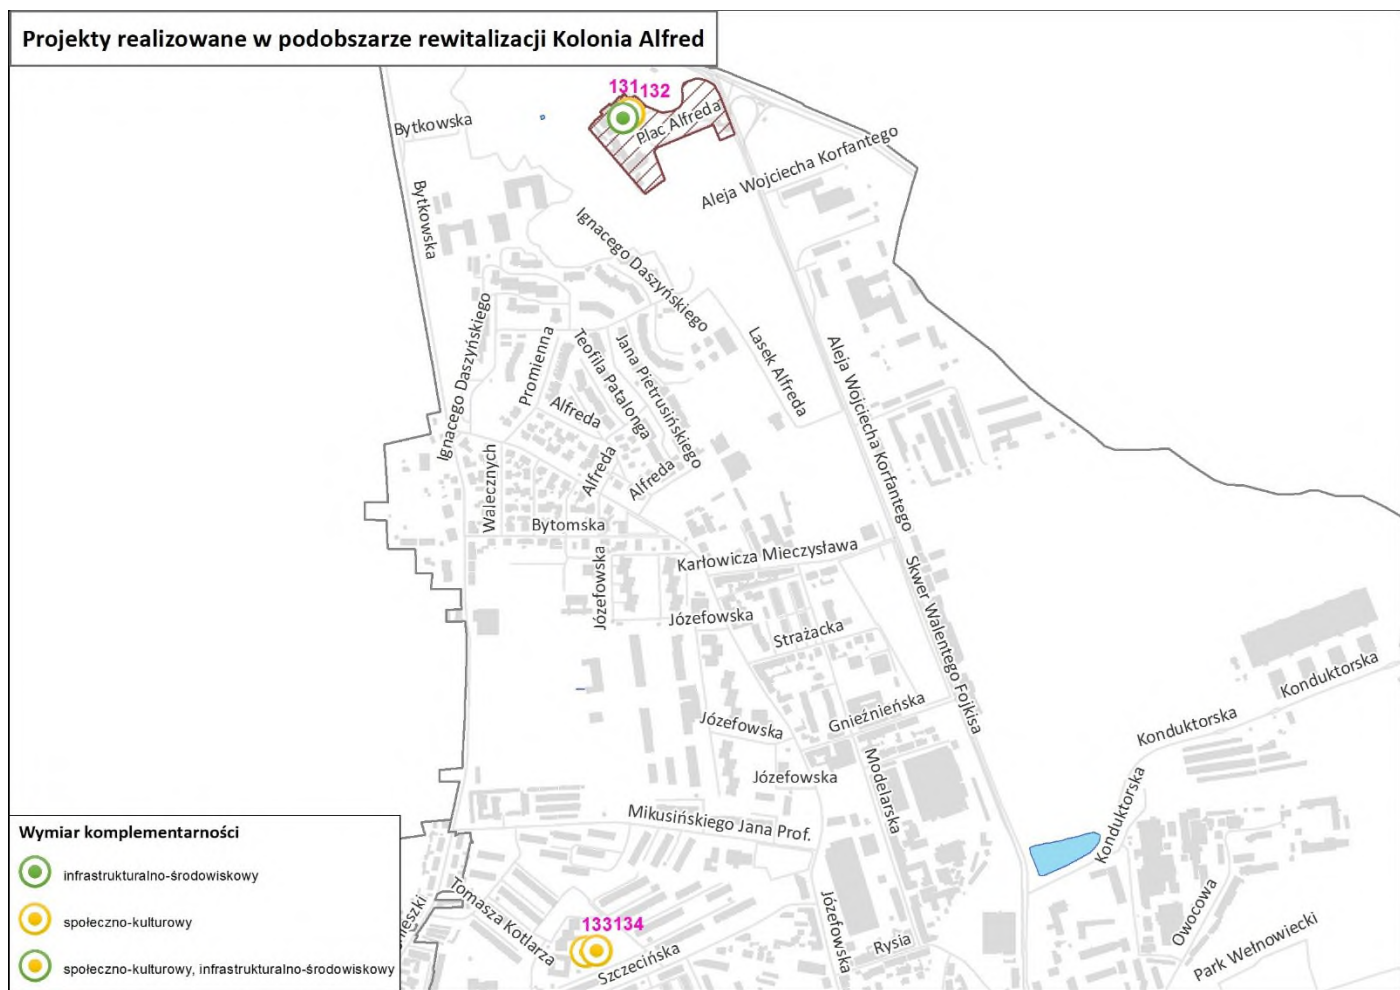 Projekty realizowane w podobszarze rewitalizacji Kolonia Alfred
131 132
Plac Alfreda
Bytkowska
Aleja Wojciecha Korfantego
Bytkowska
Ignacego Daszyńskiego
Ignacego Daszyńskiego
Promienna
Teofila Patalonga
Jana Pietrusińskiego
Lasek Alfreda
Aleja Wojciecha Korfantego
Alfreda
Alfreda
Alfreda
Walecznych
Bytomska
Józefowska
Karłowicza Mieczysława
Skwer Walentego Fojkisa
Józefowska
Strażacka
Konduktorska
Gnieźnieńska
Józefowska
Konduktorska
Józefowska
Modelarska
Mikusińskiego Jana Prof.
Konduktorska
Tomasza Kotlarza
133134
Szczecińska
Józefowska
Rysia
Owocowa
Park Wełnowiecki
Wymiar komplementarności
infrastrukturalno-środowiskowy
społeczno-kulturowy
społeczno-kulturowy, infrastrukturalno-środowiskowy